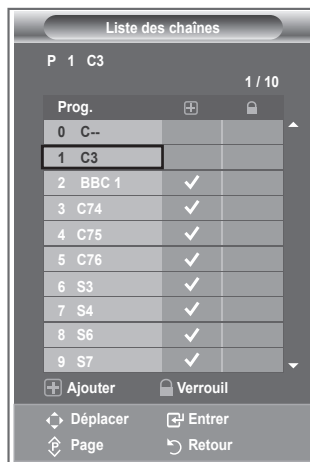 Liste des chaînes
P 1 C3
1 / 10
Prog.
0 C--
1 C3
2 BBC 1
3 C74
4 C75
5 C76
6 S3
7 S4
8 S6
9 S7
Ajouter Verrouil
Déplacer Entrer
Page Retour